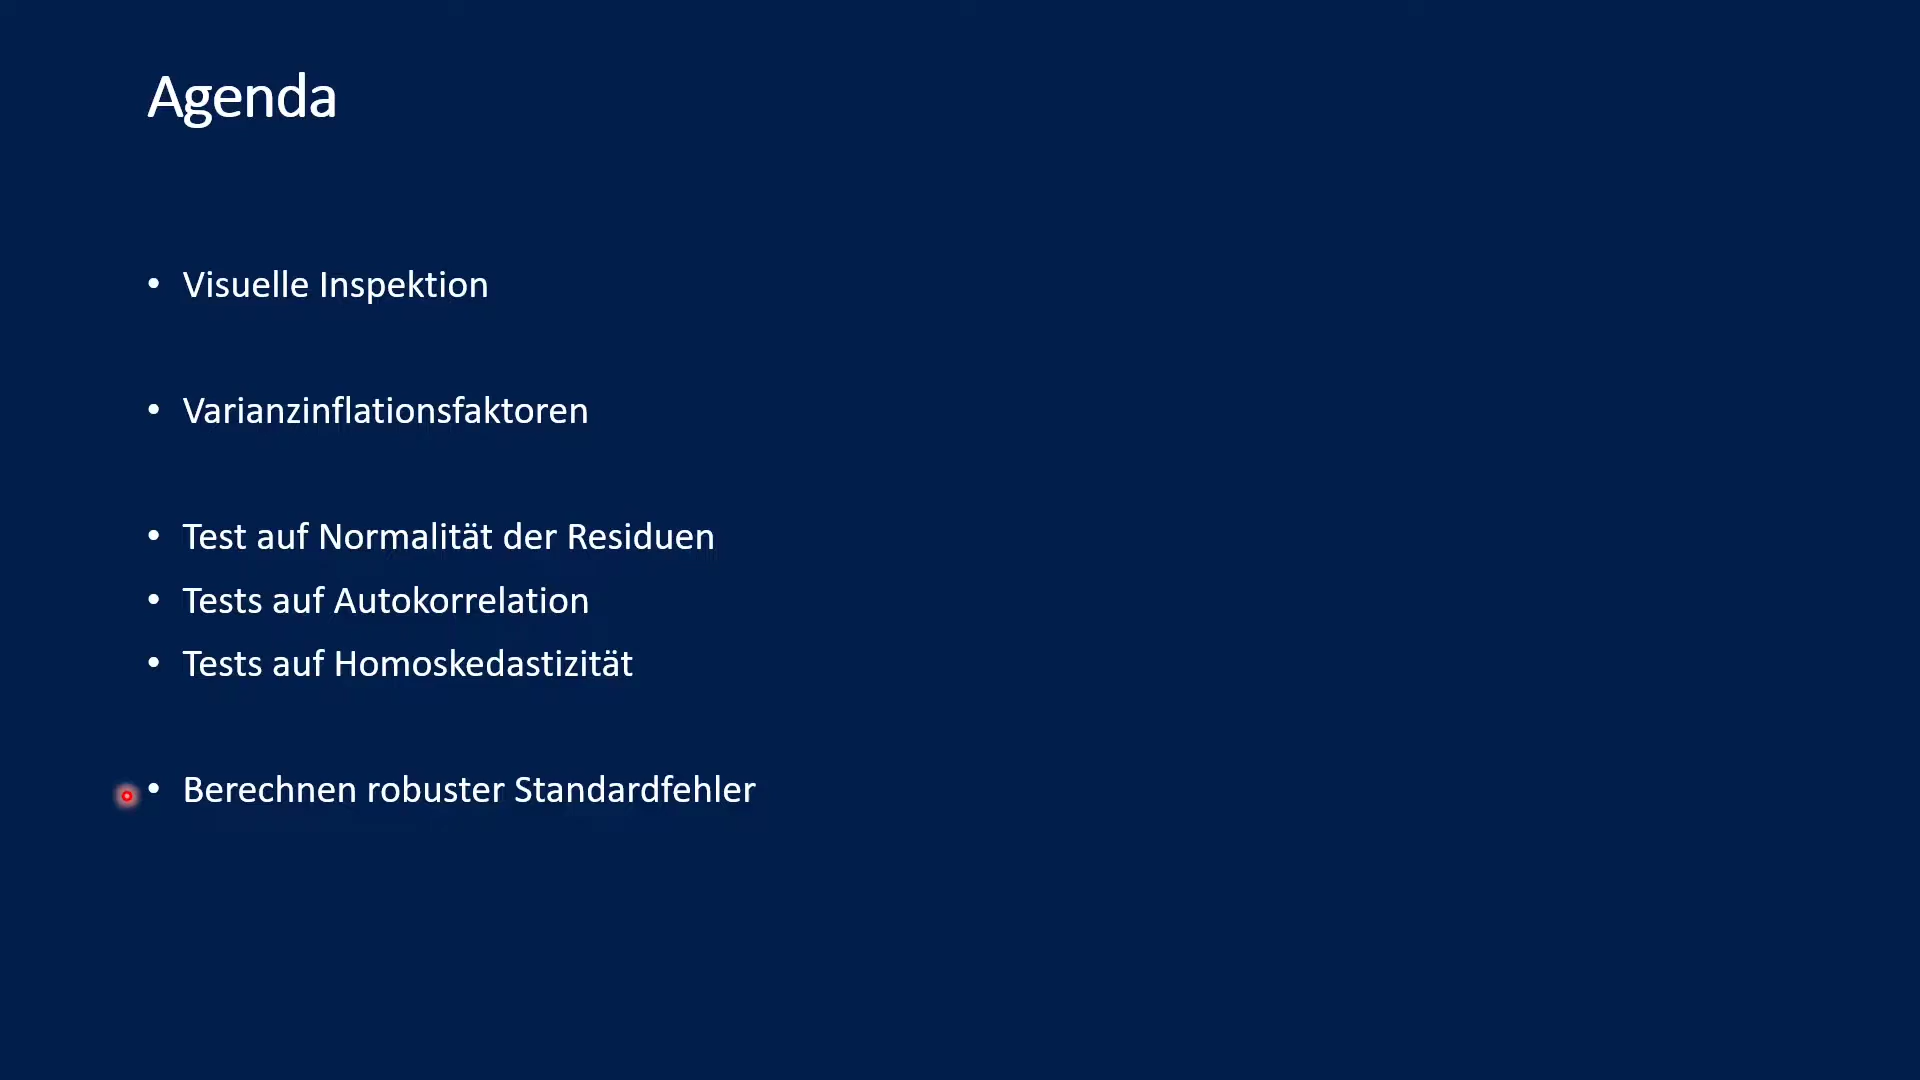 Agenda
• Visuelle Inspektion
• Varianzinflationsfaktoren
• Test auf Normalität der Residuen
• Tests auf Autokorrelation
• Tests auf Homoskedastizität
• Berechnen robuster Standardfehler